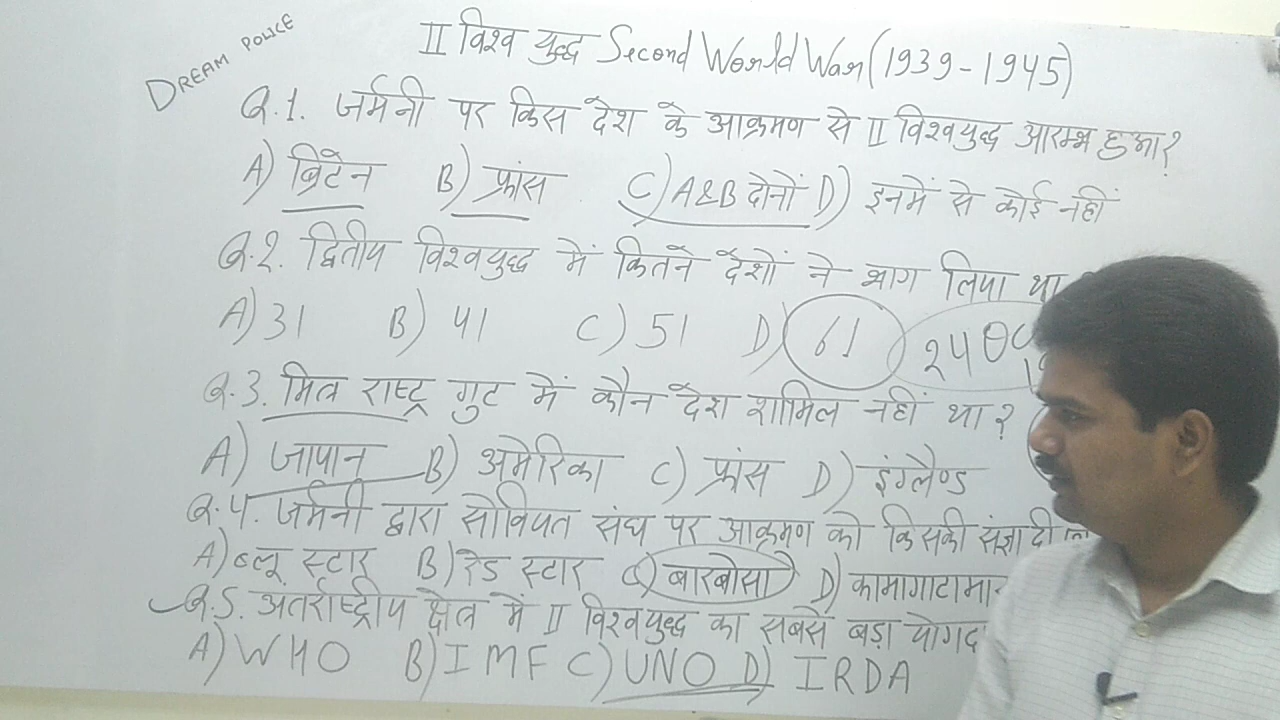 DREAM POLICE
II विश्व युद्ध Second World War (1939-1945)
Q.1. जर्मनी पर किस देश के आक्रमण से II विश्वयुद्ध आरम्भ हुआ?
A) ब्रिटेन B) फ्रांस C) A&B दोनों D) इनमें से कोई नहीं
Q.2. द्वितीय विश्वयुद्ध में कितने देशों ने भाग लिया था
A) 31 B) 41 C) 51 D) 61
Q.3. मित्र राष्ट्र गुट में कौन देश शामिल नहीं था?
A) जापान B) अमेरिका C) फ्रांस D) इंग्लैण्ड
Q.4. जर्मनी द्वारा सोवियत संघ पर आक्रमण को किसकी संज्ञा दी
A) ब्लू स्टार B) रेड स्टार C) बारबोसा D) कामागाटामा
Q.5. अतर्राष्ट्रीय क्षेत्र में II विश्वयुद्ध का सबसे बड़ा योगद
A) WHO B) IMF C) UNO D) IRDA